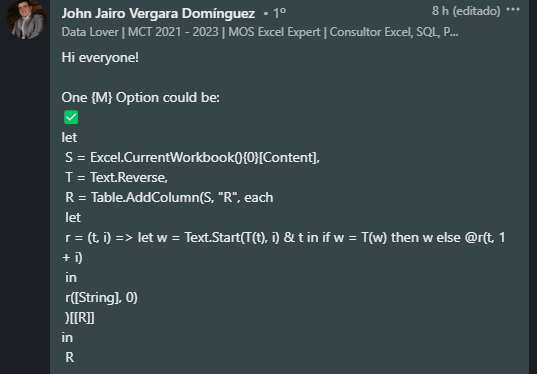 John Jairo Vergara Domínguez • 1º
8 h (editado) •••
Data Lover | MCT 2021 - 2023 | MOS Excel Expert | Consultor Excel, SQL, P...
Hi everyone!
One {M} Option could be:
✅
let
S = Excel.CurrentWorkbook(){0}[Content],
T = Text.Reverse,
R = Table.AddColumn(S, "R", each
let
r = (t, i) => let w = Text.Start(T(t), i) & t in if w = T(w) then w else @r(t, 1
+ i)
in
r([String], 0)
)[[R]]
in
R